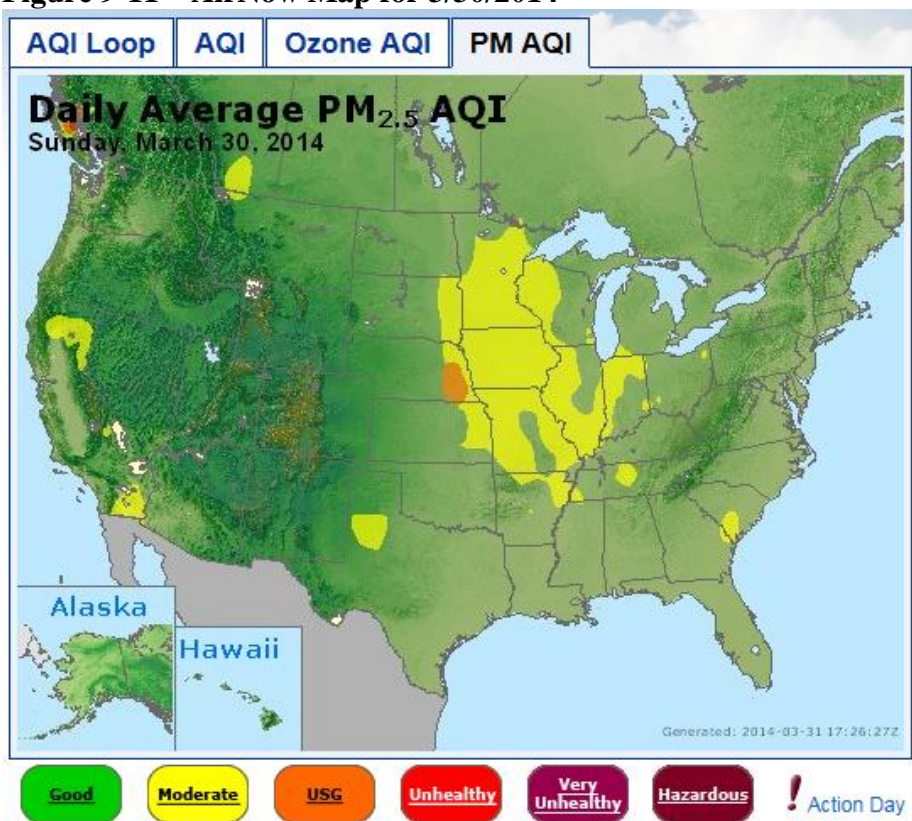 AQI Loop AQI Ozone AQI PM AQI
Daily Average PM2.5 AQI
Sunday, March 30, 2014
Alaska
Hawaii
Generated: 2014-03-31 17:26:27Z
Good Moderate USG Unhealthy Very Unhealthy Hazardous ! Action Day